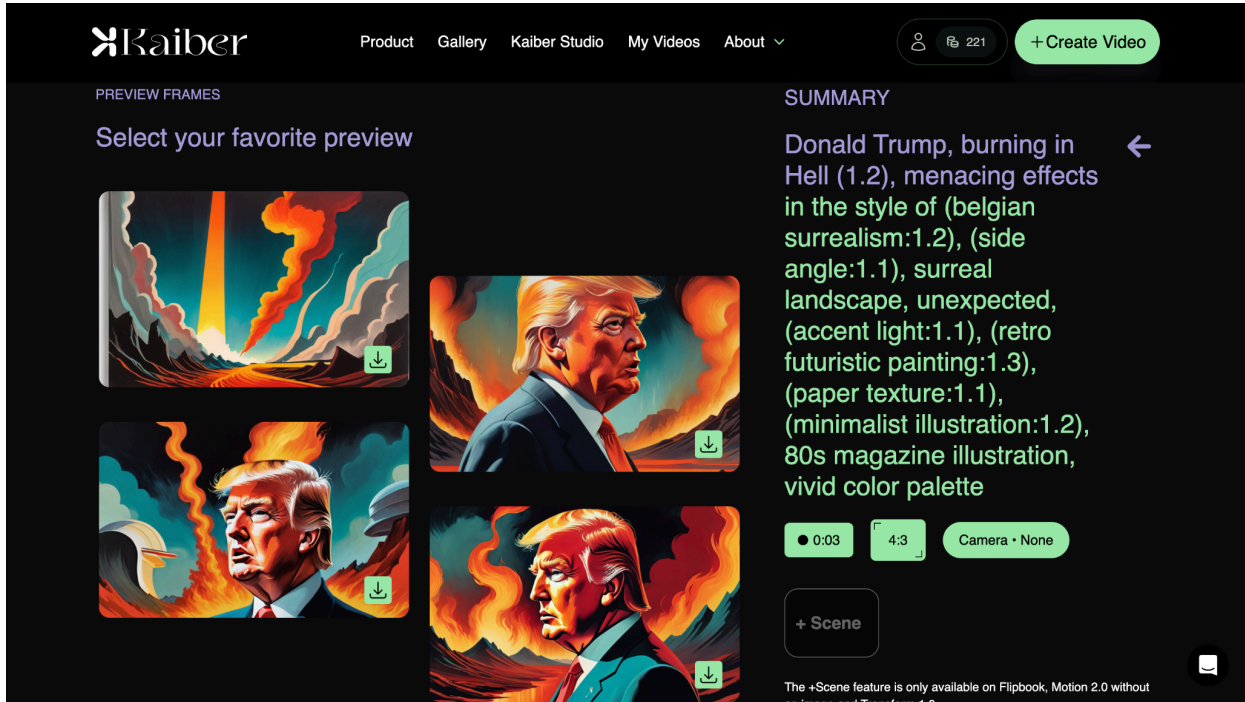 Kaiber
Product
Gallery
Kaiber Studio
My Videos
About
221
+Create Video
PREVIEW FRAMES
Select your favorite preview
SUMMARY
Donald Trump, burning in
Hell (1.2), menacing effects
in the style of (belgian
surrealism:1.2), (side
angle:1.1), surreal
landscape, unexpected,
(accent light:1.1), (retro
futuristic painting:1.3),
(paper texture:1.1),
(minimalist illustration:1.2),
80s magazine illustration,
vivid color palette
0:03
4:3
Camera • None
+ Scene
The +Scene feature is only available on Flipbook, Motion 2.0 without